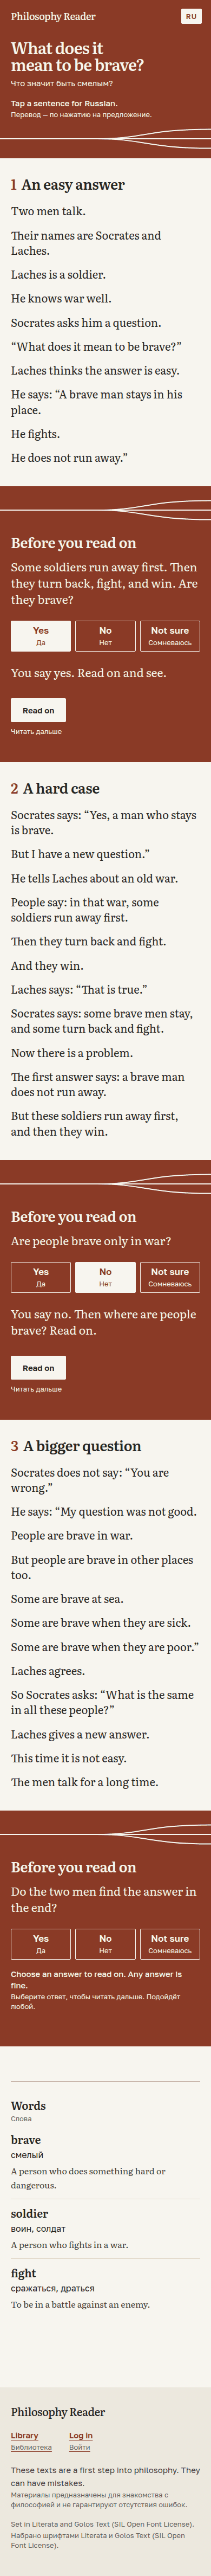 Philosophy Reader
RU
What does it
mean to be brave?
Что значит быть смелым?
Tap a sentence for Russian.
Перевод — по нажатию на предложение.
1 An easy answer
Two men talk.
Their names are Socrates and
Laches.
Laches is a soldier.
He knows war well.
Socrates asks him a question.
“What does it mean to be brave?”
Laches thinks the answer is easy.
He says: “A brave man stays in his
place.
He fights.
He does not run away.”
Before you read on
Some soldiers run away first. Then
they turn back, fight, and win. Are
they brave?
Yes
Да
No
Нет
Not sure
Сомневаюсь
You say yes. Read on and see.
Read on
Читать дальше
2 A hard case
Socrates says: “Yes, a man who stays
is brave.
But I have a new question.”
He tells Laches about an old war.
People say: in that war, some
soldiers run away first.
Then they turn back and fight.
And they win.
Laches says: “That is true.”
Socrates says: some brave men stay,
and some turn back and fight.
Now there is a problem.
The first answer says: a brave man
does not run away.
But these soldiers run away first,
and then they win.
Before you read on
Are people brave only in war?
Yes
Да
No
Нет
Not sure
Сомневаюсь
You say no. Then where are people
brave? Read on.
Read on
Читать дальше
3 A bigger question
Socrates does not say: “You are
wrong.”
He says: “My question was not good.
People are brave in war.
But people are brave in other places
too.
Some are brave at sea.
Some are brave when they are sick.
Some are brave when they are poor.”
Laches agrees.
So Socrates asks: “What is the same
in all these people?”
Laches gives a new answer.
This time it is not easy.
The men talk for a long time.
Before you read on
Do the two men find the answer in
the end?
Yes
Да
No
Нет
Not sure
Сомневаюсь
Choose an answer to read on. Any answer is
fine.
Выберите ответ, чтобы читать дальше. Подойдёт
любой.
Words
Слова
brave
смелый
A person who does something hard or
dangerous.
soldier
воин, солдат
A person who fights in a war.
fight
сражаться, драться
To be in a battle against an enemy.
Philosophy Reader
Library
Библиотека
Log in
Войти
These texts are a first step into philosophy. They
can have mistakes.
Материалы предназначены для знакомства с
философией и не гарантируют отсутствия ошибок.
Set in Literata and Golos Text (SIL Open Font License).
Набрано шрифтами Literata и Golos Text (SIL Open
Font License).